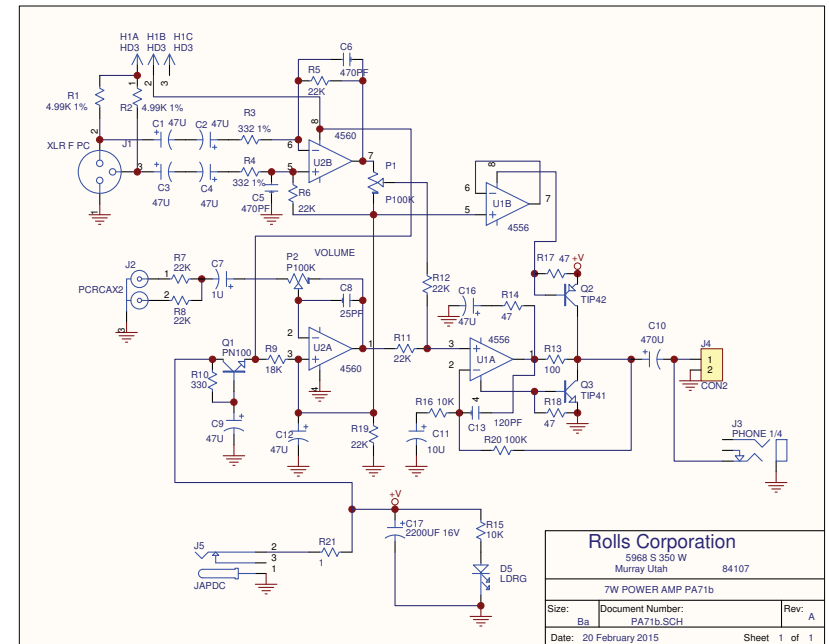 H1A H1B H1C
HD3 HD3 HD3
1 2 3
R1
4.99K 1%
R2 4.99K 1%
C6
470PF
R5
22K
C1 47U C2 47U
R3
332 1%
8
4560
XLR F PC
J1
2
3
1
6
5
7
U2B
R4
332 1%
C3
47U
C4
47U
C5
470PF
R6
22K
P1
P100K
8
6
5
7
U1B
4556
J2
PCRCAX2
1
2
3
R7
22K
R8
22K
C7
1U
P2
P100K
VOLUME
C8
25PF
R12
22K
R17 47
+V
Q2
TIP42
C16
47U
R14
47
C10
470U
J4
1
2
CON2
Q1
PN100
R9
18K
2
3
1
U2A
4560
4
R11
22K
3
2
4556
U1A
1
R13
100
4
R10
330
C9
47U
C12
47U
R19
22K
R16 10K
C13
120PF
C11
10U
R20 100K
R18
47
Q3
TIP41
J3
PHONE 1/4
+V
C17
2200UF 16V
R15
10K
D5
LDRG
J5
JAPDC
2
3
1
R21
1
Rolls Corporation
5968 S 350 W
Murray Utah 84107
7W POWER AMP PA71b
Size: Document Number: Rev:
Ba PA71b.SCH A
Date: 20 February 2015 Sheet 1 of 1